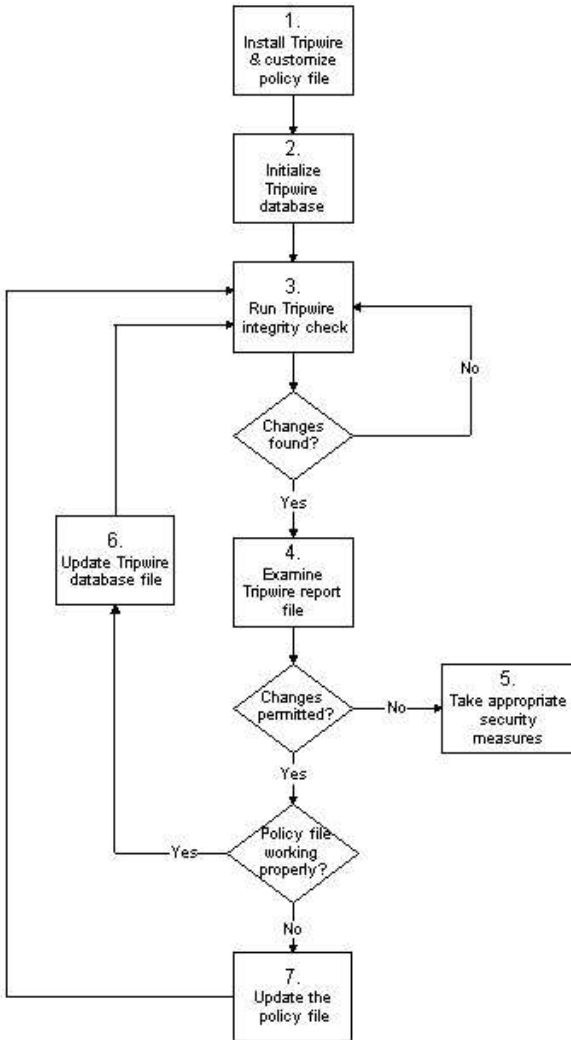 1.
Install Tripwire
& customize
policy file
2.
Initialize
Tripwire
database
3.
Run Tripwire
integrity check
No
Changes
found?
Yes
6.
Update Tripwire
database file
4.
Examine
Tripwire report
file
5.
Take appropriate
security
measures
Changes
permitted?
No
Yes
Policy file
working
properly?
Yes
No
7.
Update the
policy file